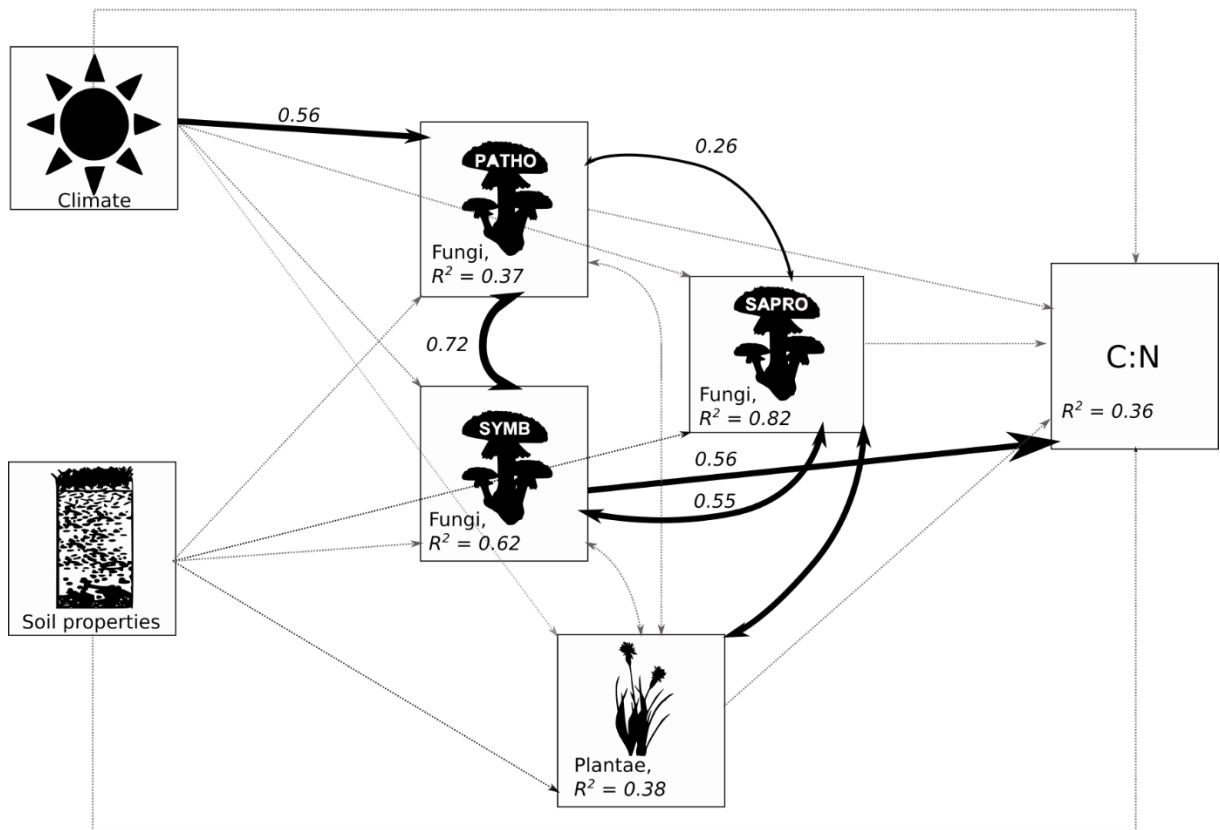 Climate
0.56
PATHO
Fungi,
R² = 0.37
0.26
0.72
SAPRO
Fungi,
R² = 0.82
C:N
R² = 0.36
SYMB
Fungi,
R² = 0.62
0.56
0.55
Soil properties
Plantae,
R² = 0.38